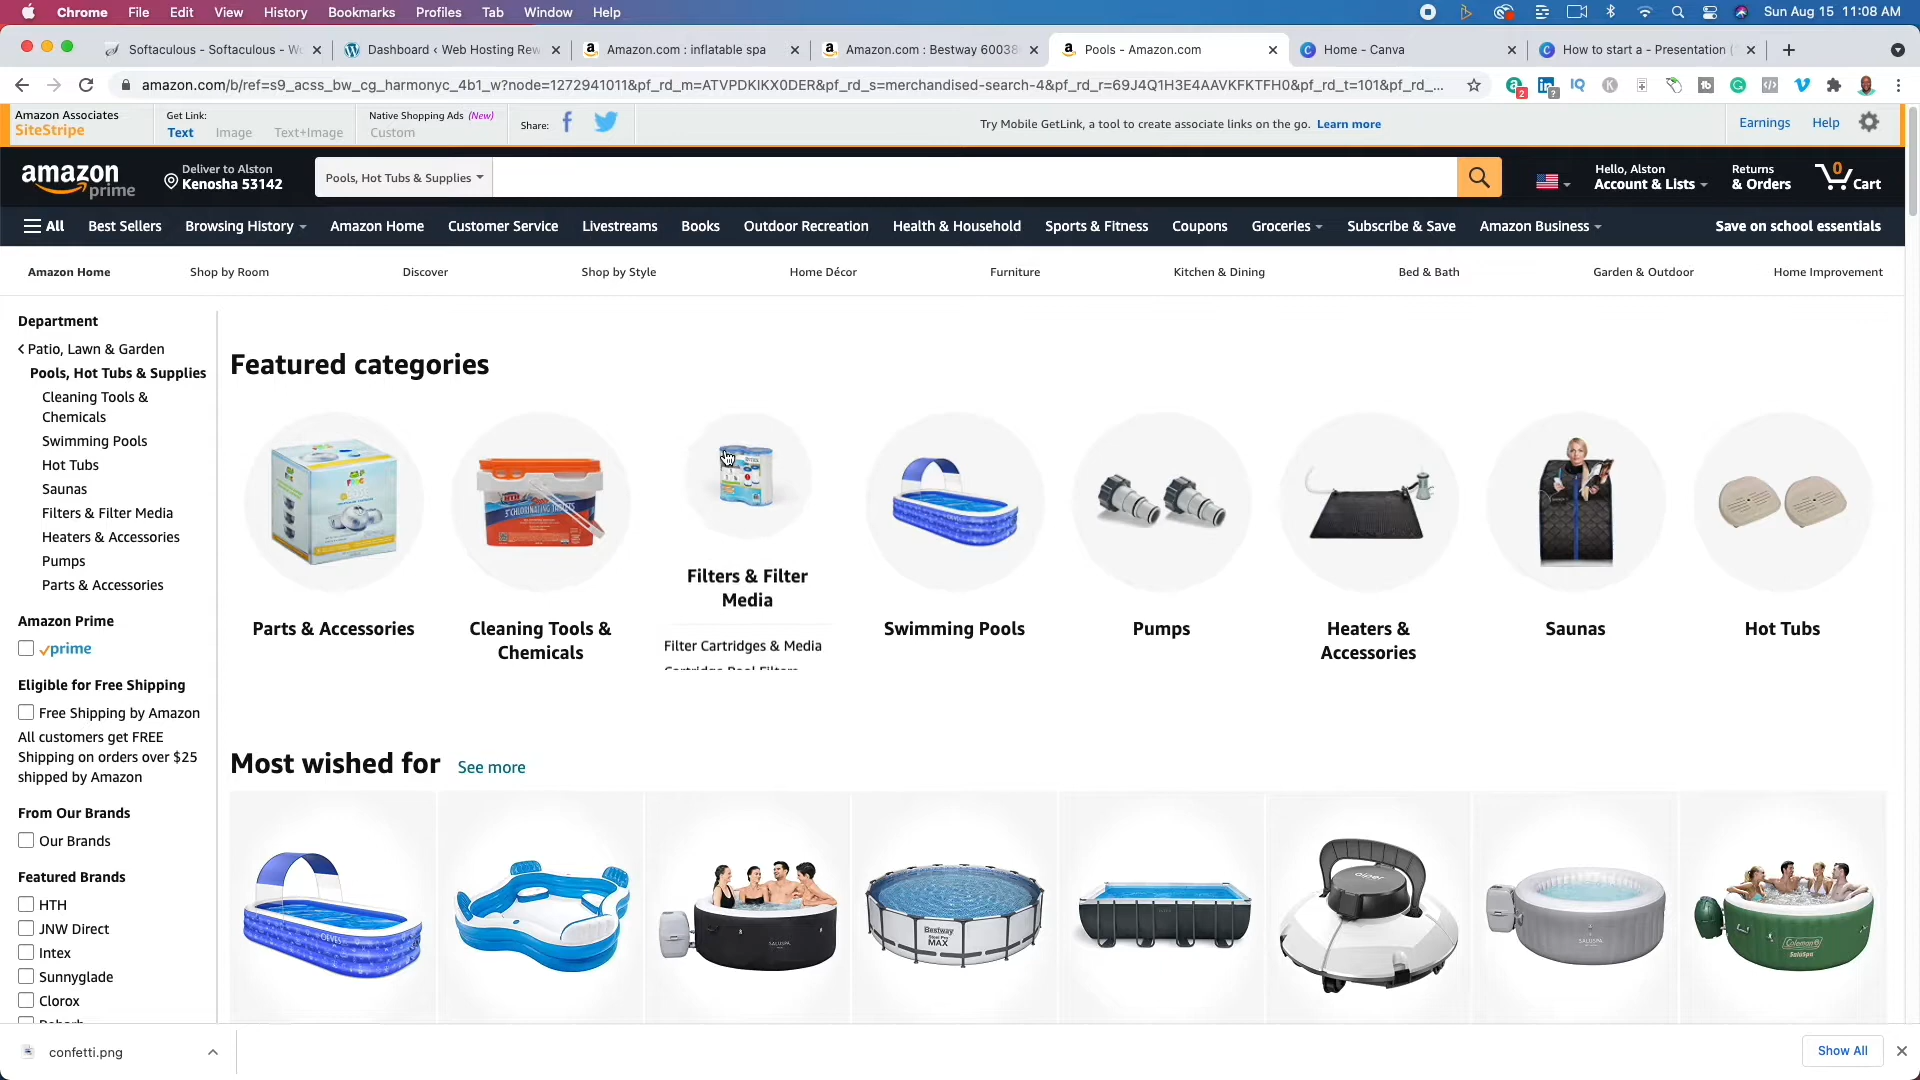 Chrome File Edit View History Bookmarks Profiles Tab Window Help Sun Aug 15 11:08 AM
Softaculous - Softaculous - Wo Dashboard ‹ Web Hosting Rev Amazon.com : inflatable spa Amazon.com : Bestway 60038 Pools - Amazon.com Home - Canva How to start a - Presentation (
amazon.com/b/ref=s9_acss_bw_cg_harmonyc_4b1_w?node=1272941011&pf_rd_m=ATVPDKIKX0DER&pf_rd_s=merchandised-search-4&pf_rd_r=69J4Q1H3E4AAVKFKTFH0&pf_rd_t=101&pf_rd_...
Amazon Associates Get Link: Native Shopping Ads (New)
SiteStripe Text Image Text+Image Custom Share: Try Mobile GetLink, a tool to create associate links on the go. Learn more Earnings Help
amazon prime Deliver to Alston
Kenosha 53142 Pools, Hot Tubs & Supplies Hello, Alston
Account & Lists Returns
& Orders 0 Cart
All Best Sellers Browsing History Amazon Home Customer Service Livestreams Books Outdoor Recreation Health & Household Sports & Fitness Coupons Groceries Subscribe & Save Amazon Business Save on school essentials
Amazon Home Shop by Room Discover Shop by Style Home Décor Furniture Kitchen & Dining Bed & Bath Garden & Outdoor Home Improvement
Department
Patio, Lawn & Garden
Pools, Hot Tubs & Supplies
Cleaning Tools &
Chemicals
Swimming Pools
Hot Tubs
Saunas
Filters & Filter Media
Heaters & Accessories
Pumps
Parts & Accessories
Amazon Prime
prime
Eligible for Free Shipping
Free Shipping by Amazon
All customers get FREE
Shipping on orders over $25
shipped by Amazon
From Our Brands
Our Brands
Featured Brands
HTH
JNW Direct
Intex
Sunnyglade
Clorox
Featured categories
Parts & Accessories
Cleaning Tools &
Chemicals
Filters & Filter
Media
Filter Cartridges & Media
Cartridge Pool Filters
Swimming Pools
Pumps
Heaters &
Accessories
Saunas
Hot Tubs
Most wished for See more
Bestway
MAX
aiper
SALUSPA
Coleman
SaluSpa
confetti.png
Show All